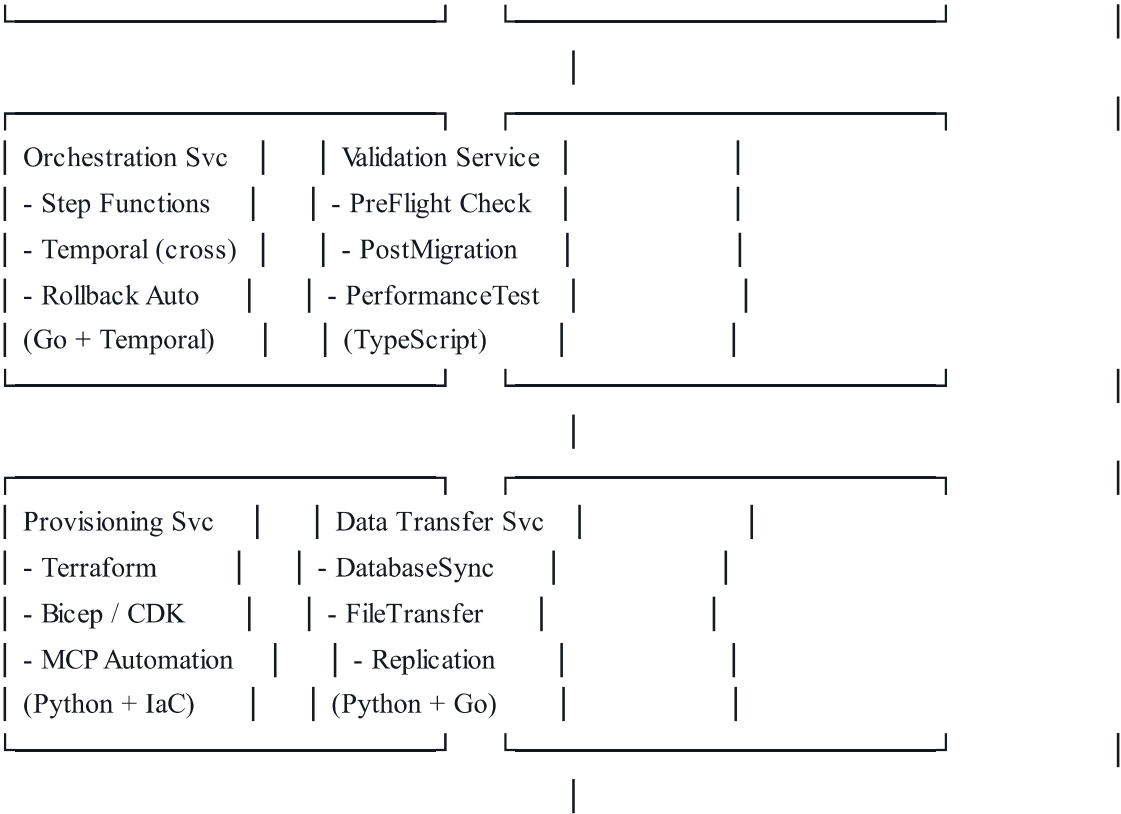 Orchestration Svc | | Validation Service | |
| - Step Functions | | - PreFlight Check | |
| - Temporal (cross) | | - PostMigration | |
| - Rollback Auto | | - PerformanceTest | |
| (Go + Temporal) | | (TypeScript) | |
| Provisioning Svc | | Data Transfer Svc | |
| - Terraform | | - DatabaseSync | |
| - Bicep / CDK | | - FileTransfer | |
| - MCP Automation | | - Replication | |
| (Python + IaC) | | (Python + Go) | |